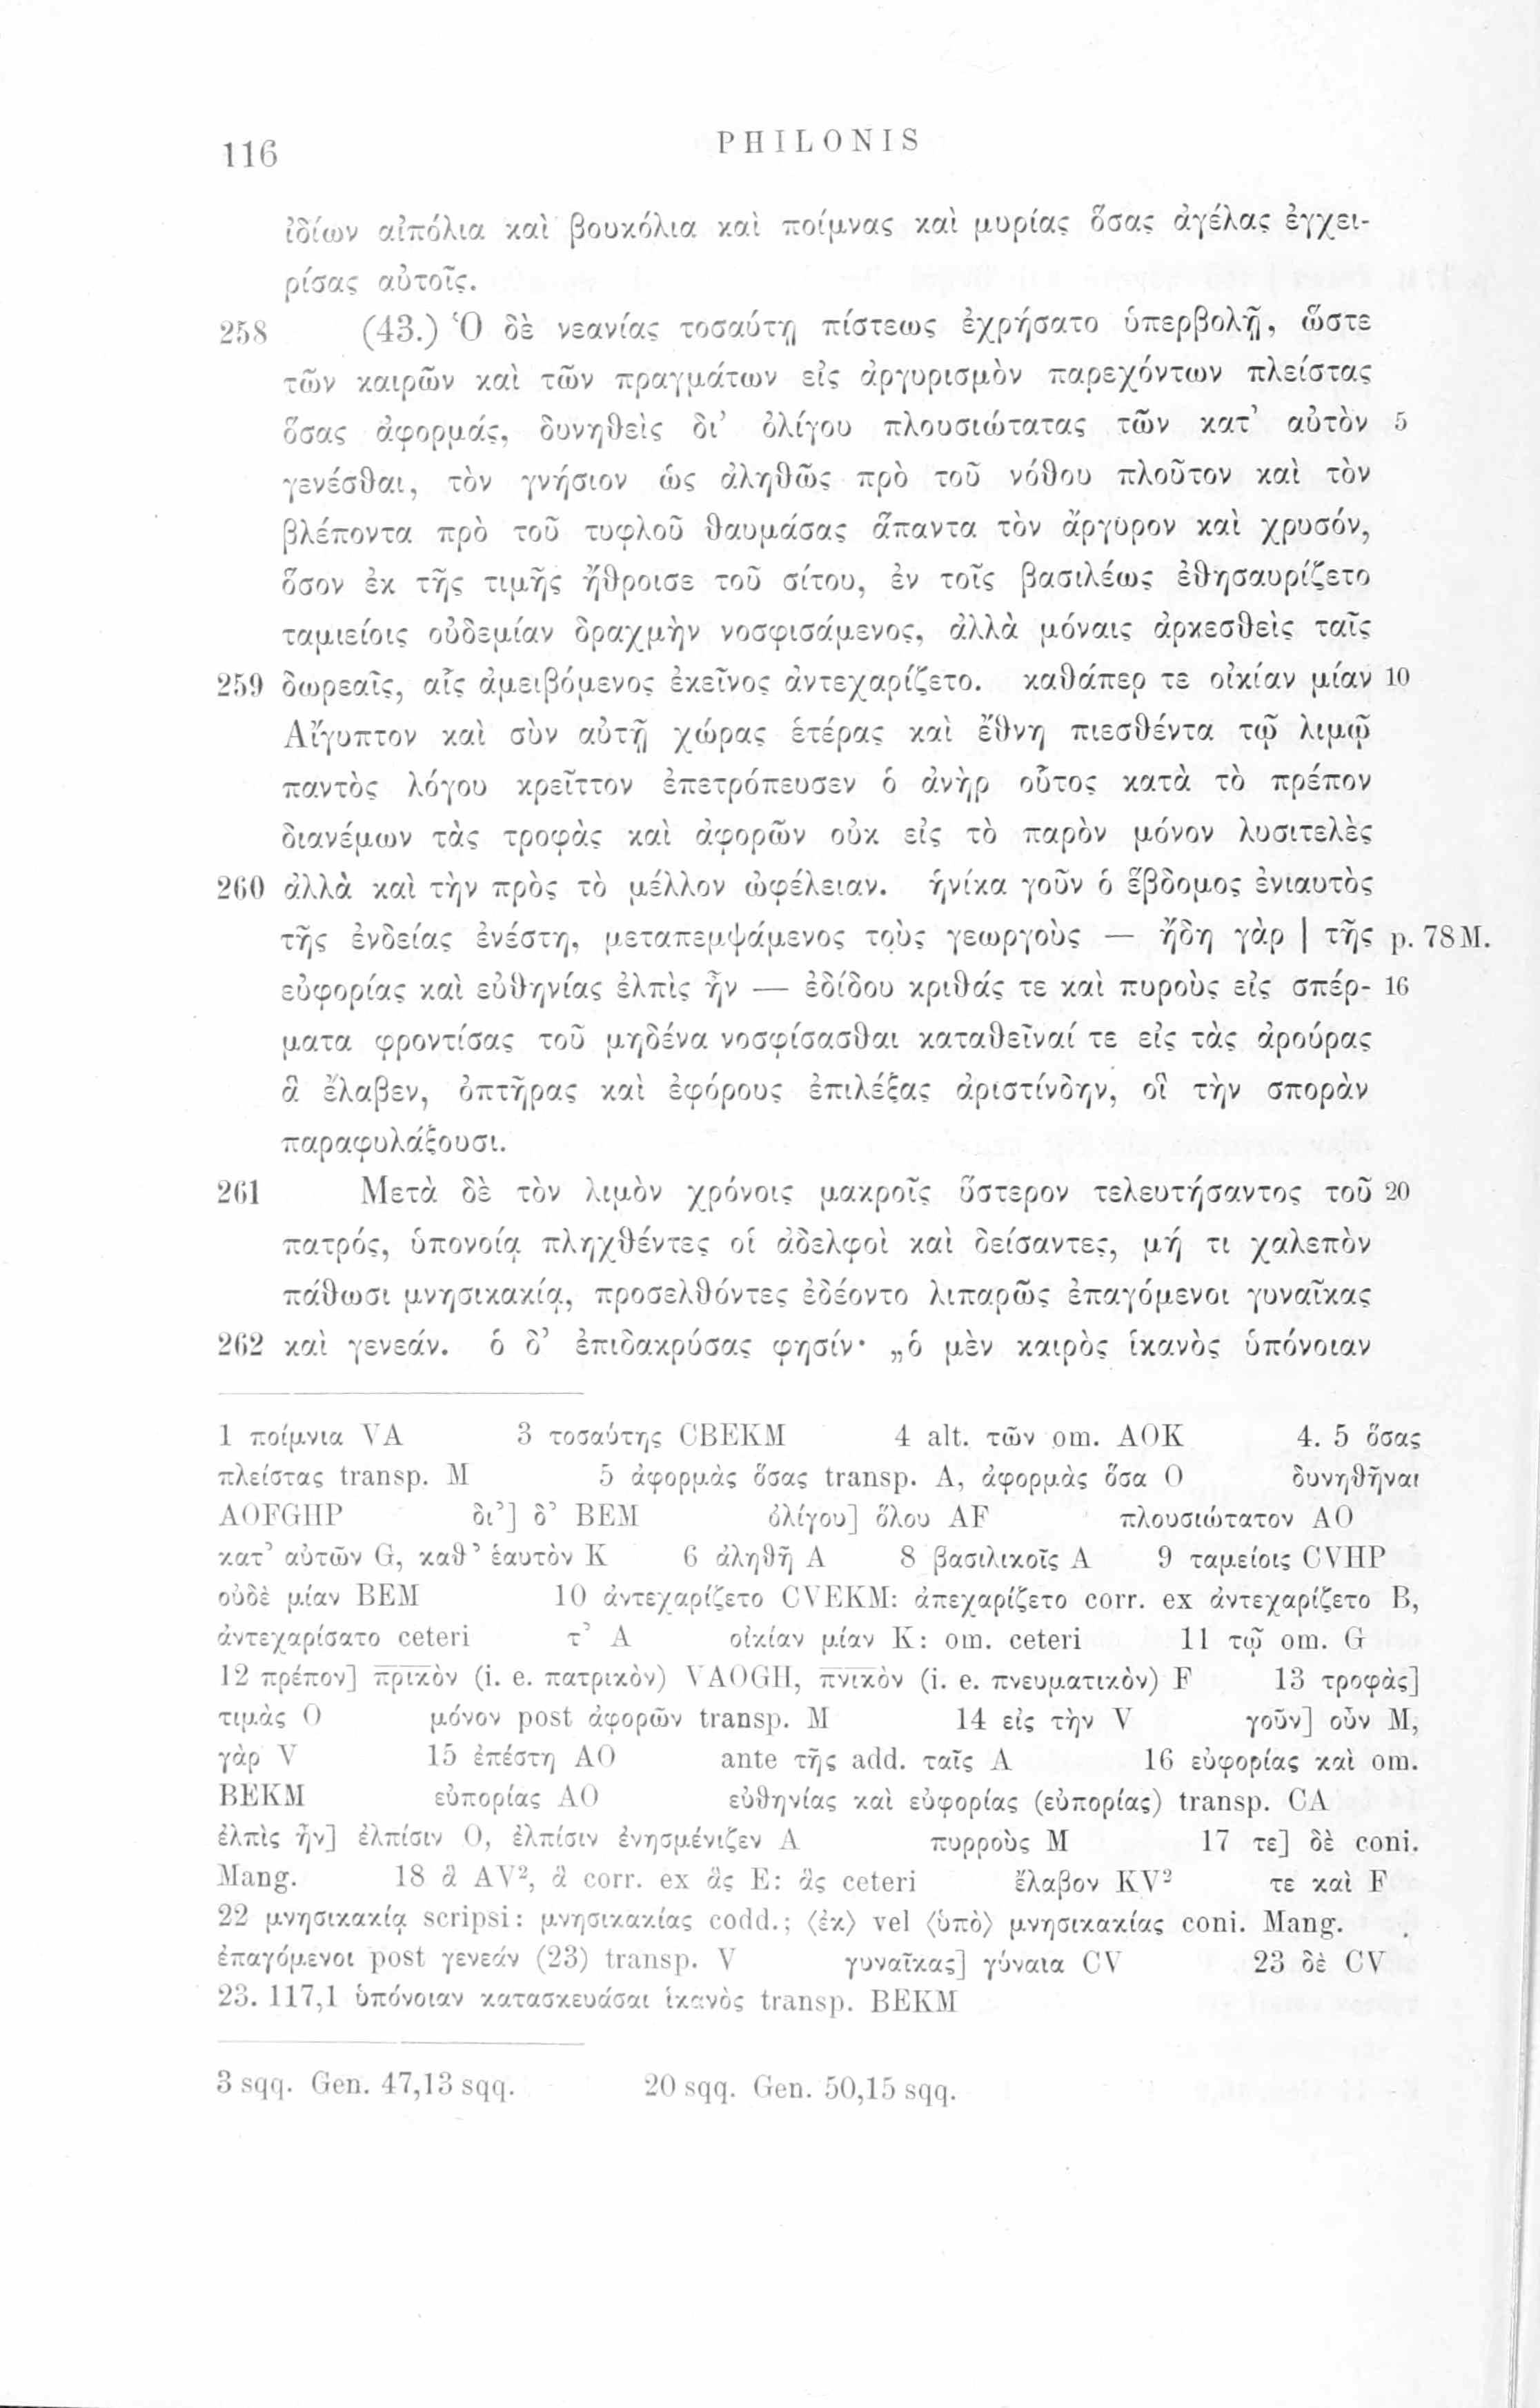 116 PHILONIS
ἰδίων αἰπόλια καὶ βουκόλια καὶ ποίμνας καὶ μυρίας ὅσας ἀγέλας ἐγχει-
ρίσας αὐτοῖς.
258 (43.) Ὁ δὲ νεανίας τοσαύτῃ πίστεως ἐχρήσατο ὑπερβολῇ, ὥστε
τῶν καιρῶν καὶ τῶν πραγμάτων εἰς ἀργυρισμὸν παρεχόντων πλείστας
ὅσας ἀφορμάς, δυνηθεὶς δι’ ὀλίγου πλουσιώτατας τῶν κατ’ αὐτὸν 5
γενέσθαι, τὸν γνήσιον ὡς ἀληθῶς πρὸ τοῦ νόθου πλοῦτον καὶ τὸν
βλέποντα πρὸ τοῦ τυφλοῦ θαυμάσας ἅπαντα τὸν ἄργυρον καὶ χρυσόν,
ὅσον ἐκ τῆς τιμῆς ἤθροισε τοῦ σίτου, ἐν τοῖς βασιλέως ἐθησαυρίζετο
ταμιείοις οὐδεμίαν δραχμὴν νοσφισάμενος, ἀλλὰ μόναις ἀρκεσθεὶς ταῖς
259 δωρεαῖς, αἷς ἀμειβόμενος ἐκεῖνος ἀντεχαρίζετο. καθάπερ τε οἰκίαν μίαν 10
Αἴγυπτον καὶ σὺν αὐτῇ χώρας ἑτέρας καὶ ἔθνη πιεσθέντα τῷ λιμῷ
παντὸς λόγου κρεῖττον ἐπετρόπευσεν ὁ ἀνὴρ οὗτος κατὰ τὸ πρέπον
διανέμων τὰς τροφὰς καὶ ἀφορῶν οὐκ εἰς τὸ παρὸν μόνον λυσιτελὲς
260 ἀλλὰ καὶ τὴν πρὸς τὸ μέλλον ὠφέλειαν. ἡνίκα γοῦν ὁ ἕβδομος ἐνιαυτὸς
τῆς ἐνδείας ἐνέστη, μεταπεμψάμενος τοὺς γεωργοὺς — ἤδη γὰρ | τῆς p. 78 M.
εὐφορίας καὶ εὐθηνίας ἐλπὶς ἦν — ἐδίδου κριθάς τε καὶ πυροὺς εἰς σπέρ- 16
ματα φροντίσας τοῦ μηδένα νοσφίσασθαι καταθεῖναί τε εἰς τὰς ἀρούρας
ἃ ἔλαβεν, ὀπτῆρας καὶ ἐφόρους ἐπιλέξας ἀριστίνδην, οἳ τὴν σπορὰν
παραφυλάξουσι.
261 Μετὰ δὲ τὸν λιμὸν χρόνοις μακροῖς ὕστερον τελευτήσαντος τοῦ 20
πατρός, ὑπονοίᾳ πληχθέντες οἱ ἀδελφοὶ καὶ δείσαντες, μή τι χαλεπὸν
πάθωσι μνησικακίᾳ, προσελθόντες ἐδέοντο λιπαρῶς ἐπαγόμενοι γυναῖκας
262 καὶ γενεάν. ὁ δ’ ἐπιδακρύσας φησίν· „ὁ μὲν καιρὸς ἱκανὸς ὑπόνοιαν
1 ποίμνια VA 3 τοσαύτης CBEKM 4 alt. τῶν om. AOK 4. 5 ὅσας
πλείστας transp. M 5 ἀφορμὰς ὅσας transp. A, ἀφορμὰς ὅσα O δυνηθῆναι
AOFGHP δι’] δ’ BEM ὀλίγου] ὅλου AF πλουσιώτατον AO
κατ’ αὐτῶν G, καθ’ ἑαυτὸν K 6 ἀληθῆ A 8 βασιλικοῖς A 9 ταμείοις CVHP
οὐδὲ μίαν BEM 10 ἀντεχαρίζετο CVEKM: ἀπεχαρίζετο corr. ex ἀντεχαρίζετο B,
ἀντεχαρίσατο ceteri τ’ A οἰκίαν μίαν K: om. ceteri 11 τῷ om. G
12 πρέπον] πρικὸν (i. e. πατρικὸν) VAOGH, πνικὸν (i. e. πνευματικὸν) F 13 τροφὰς]
τιμὰς O μόνον post ἀφορῶν transp. M 14 εἰς τὴν V γοῦν] οὖν M,
γὰρ V 15 ἐπέστη AO ante τῆς add. ταῖς A 16 εὐφορίας καὶ om.
BEKM εὐπορίας AO εὐθηνίας καὶ εὐφορίας (εὐπορίας) transp. CA
ἐλπὶς ἦν] ἐλπίσιν O, ἐλπίσιν ἐνησμένιζεν A πυρροὺς M 17 τε] δὲ coni.
Mang. 18 ἃ AV², ἃ corr. ex ἃς E: ἃς ceteri ἔλαβον KV² τε καὶ F
22 μνησικακίᾳ scripsi: μνησικακίας codd.; ⟨ἐκ⟩ vel ⟨ὑπὸ⟩ μνησικακίας coni. Mang.
ἐπαγόμενοι post γενεάν (23) transp. V γυναῖκας] γύναια CV 23 δὲ CV
23. 117,1 ὑπόνοιαν κατασκευάσαι ἱκανὸς transp. BEKM
3 sqq. Gen. 47,13 sqq. 20 sqq. Gen. 50,15 sqq.